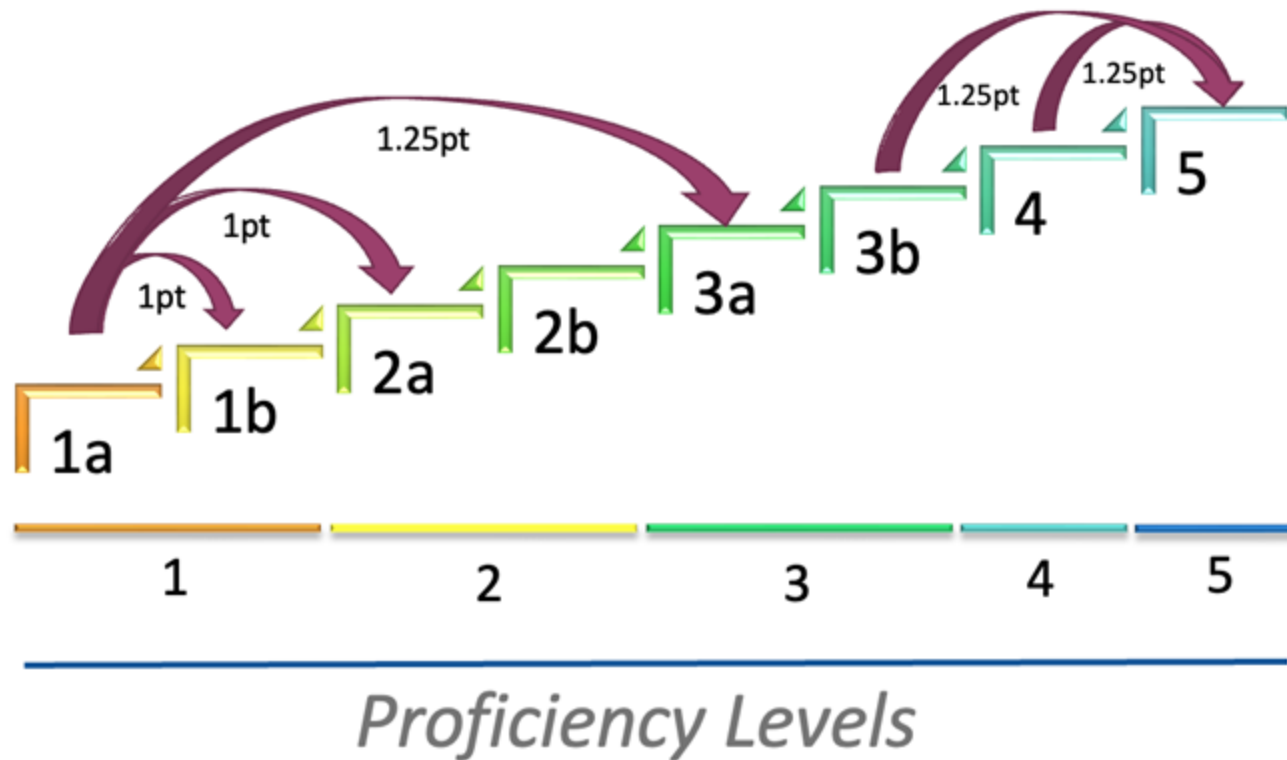 1.25pt
1.25pt
1.25pt
1pt
1pt
5
4
3b
3a
2b
2a
1b
1a
1 2 3 4 5
Proficiency Levels